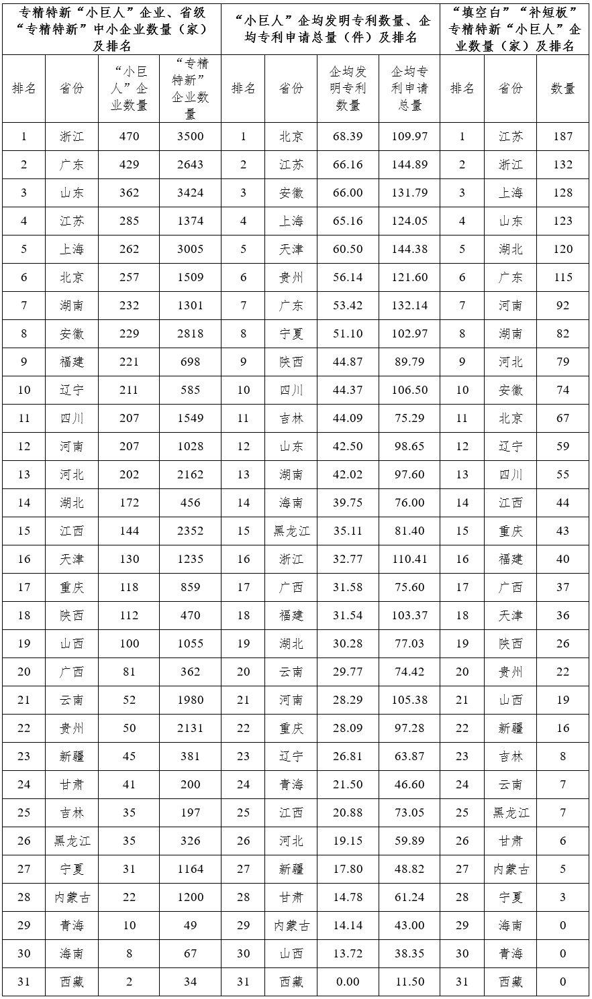 专精特新“小巨人”企业、省级
“专精特新”中小企业数量（家）
及排名
“小巨人”企均发明专利数量、企
均专利申请总量（件）及排名
“填空白”“补短板”
专精特新“小巨人”企
业数量（家）及排名
排名 省份 “小巨人”企业数量 “专精特新”企业数量 排名 省份 企均发明专利数量 企均专利申请总量 排名 省份 数量
1 浙江 470 3500 1 北京 68.39 109.97 1 江苏 187
2 广东 429 2643 2 江苏 66.16 144.89 2 浙江 132
3 山东 362 3424 3 安徽 66.00 131.79 3 上海 128
4 江苏 285 1374 4 上海 65.16 124.05 4 山东 123
5 上海 262 3005 5 天津 60.50 144.38 5 湖北 120
6 北京 257 1509 6 贵州 56.14 121.60 6 广东 115
7 湖南 232 1301 7 广东 53.42 132.14 7 河南 92
8 安徽 229 2818 8 宁夏 51.10 102.97 8 湖南 82
9 福建 221 698 9 陕西 44.87 89.79 9 河北 79
10 辽宁 211 585 10 四川 44.37 106.50 10 安徽 74
11 四川 207 1549 11 吉林 44.09 75.29 11 北京 67
12 河南 207 1028 12 山东 42.50 98.65 12 辽宁 59
13 河北 202 2162 13 湖南 42.02 97.60 13 四川 55
14 湖北 172 456 14 海南 39.75 76.00 14 江西 44
15 江西 144 2352 15 黑龙江 35.11 81.40 15 重庆 43
16 天津 130 1235 16 浙江 32.77 110.41 16 福建 40
17 重庆 118 859 17 广西 31.58 75.60 17 广西 37
18 陕西 112 470 18 福建 31.54 103.37 18 天津 36
19 山西 100 1055 19 湖北 30.28 77.03 19 陕西 26
20 广西 81 362 20 云南 29.77 74.42 20 贵州 22
21 云南 52 1980 21 河南 28.29 105.38 21 山西 19
22 贵州 50 2131 22 重庆 28.09 97.28 22 新疆 16
23 新疆 45 381 23 辽宁 26.81 63.87 23 吉林 8
24 甘肃 41 200 24 青海 21.50 46.60 24 云南 7
25 吉林 35 197 25 江西 20.88 73.05 25 黑龙江 7
26 黑龙江 35 326 26 河北 19.15 59.89 26 甘肃 6
27 宁夏 31 1164 27 新疆 17.80 48.82 27 内蒙古 5
28 内蒙古 22 1200 28 甘肃 14.78 61.24 28 宁夏 3
29 青海 10 49 29 内蒙古 14.14 43.00 29 海南 0
30 海南 8 67 30 山西 13.72 38.35 30 青海 0
31 西藏 2 34 31 西藏 0.00 11.50 31 西藏 0